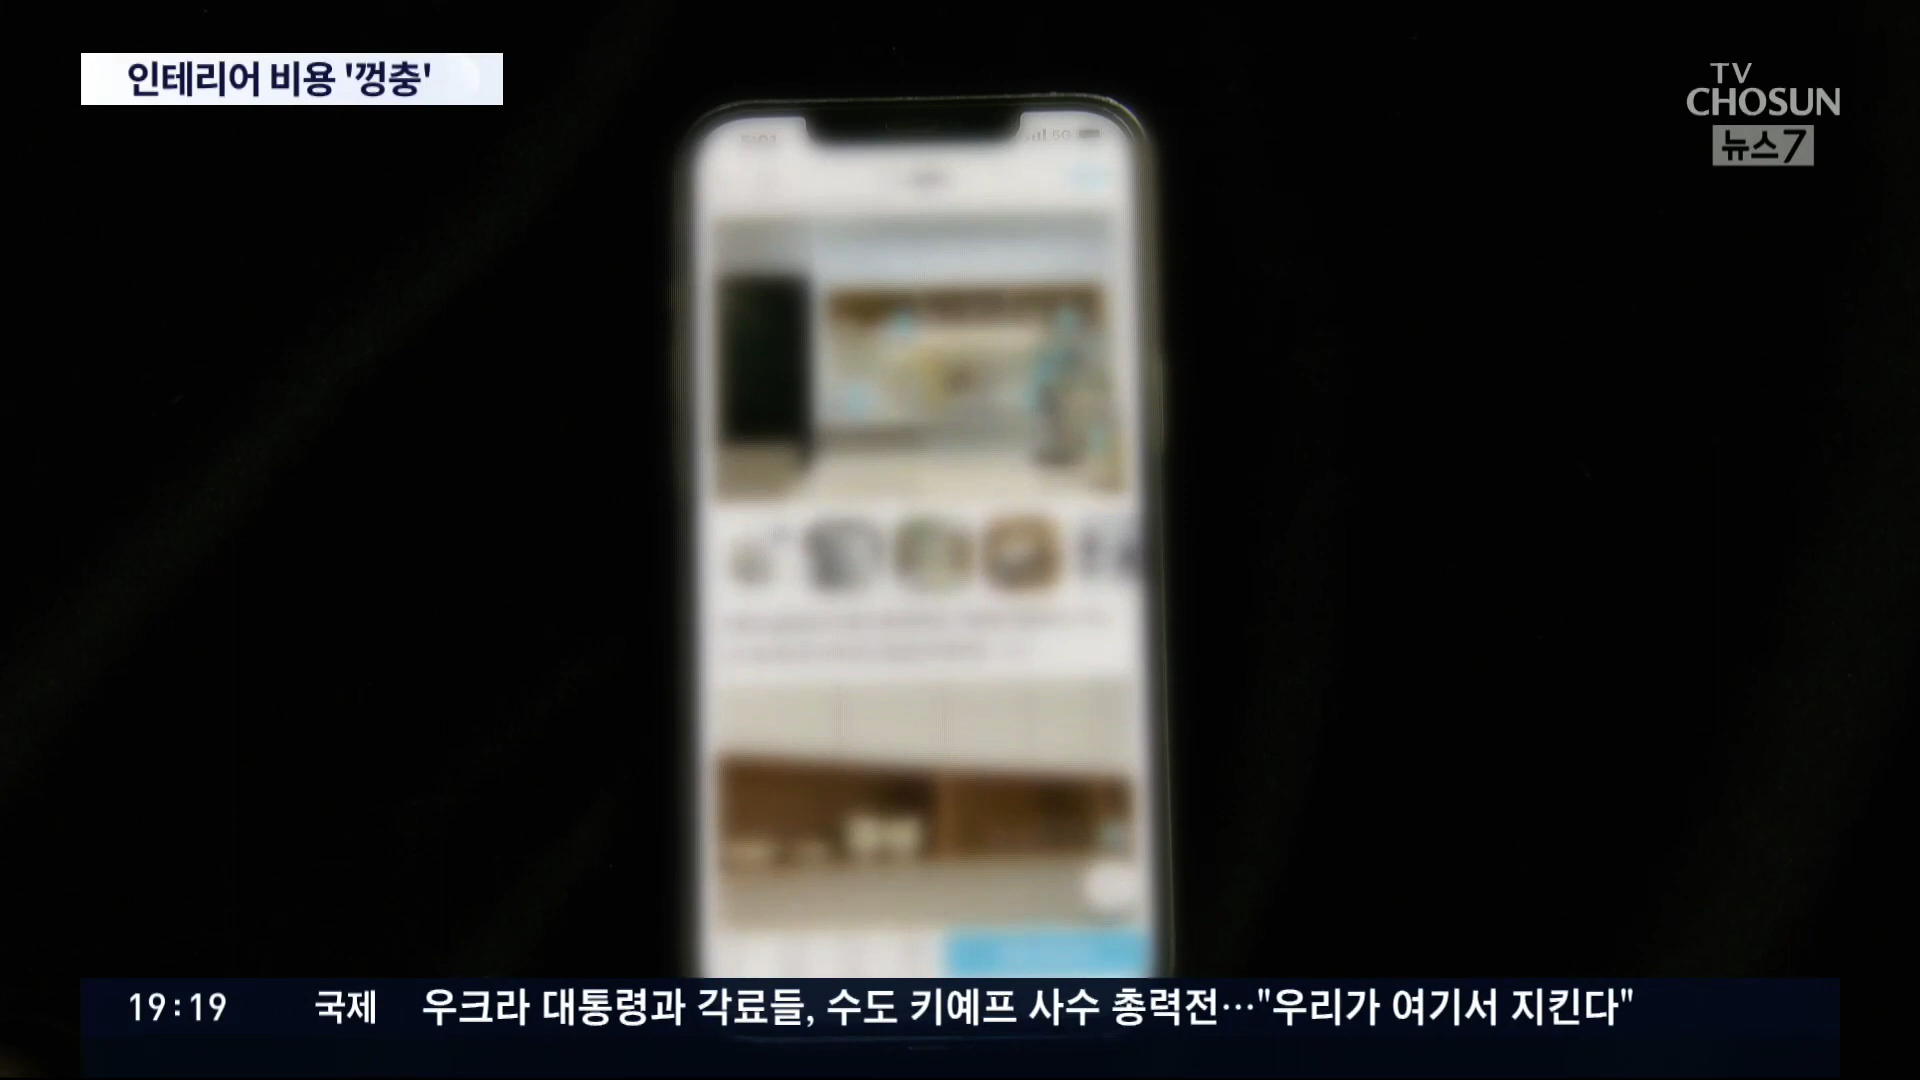 인테리어 비용 '껑충'
TV
CHOSUN
뉴스7
5G
19:19 국제 우크라 대통령과 각료들, 수도 키예프 사수 총력전…"우리가 여기서 지킨다"